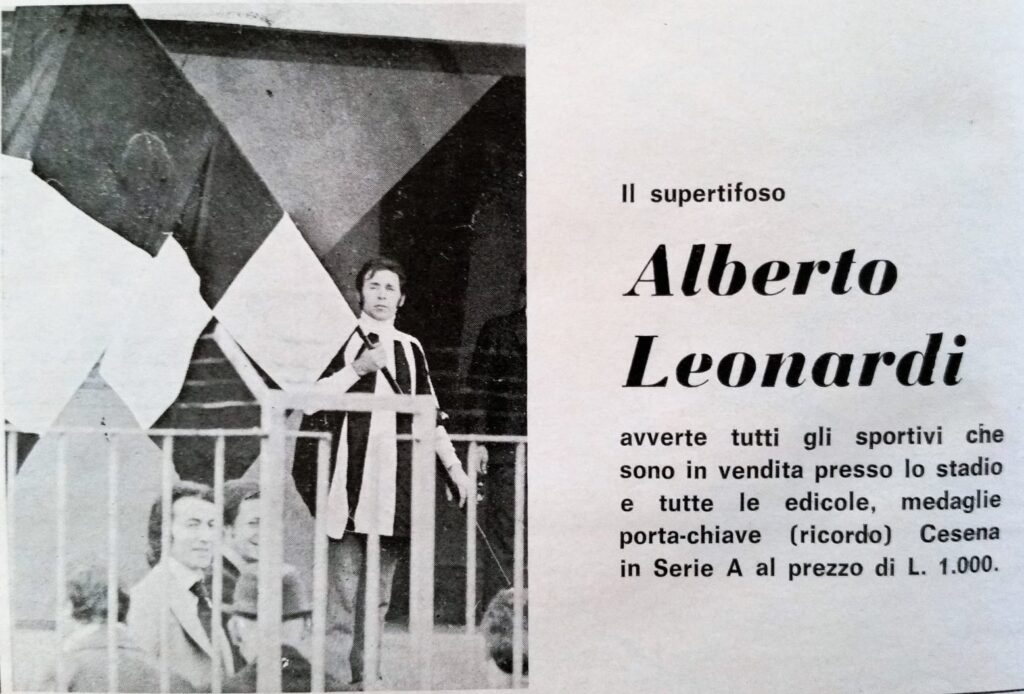 Il supertifoso
Alberto
Leonardi
avverte tutti gli sportivi che
sono in vendita presso lo stadio
e tutte le edicole, medaglie
porta-chiave (ricordo) Cesena
in Serie A al prezzo di L. 1.000.